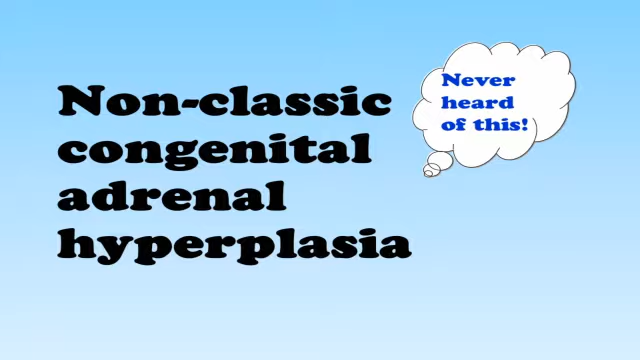 Non-classic
congenital
adrenal
hyperplasia
Never
heard
of this!